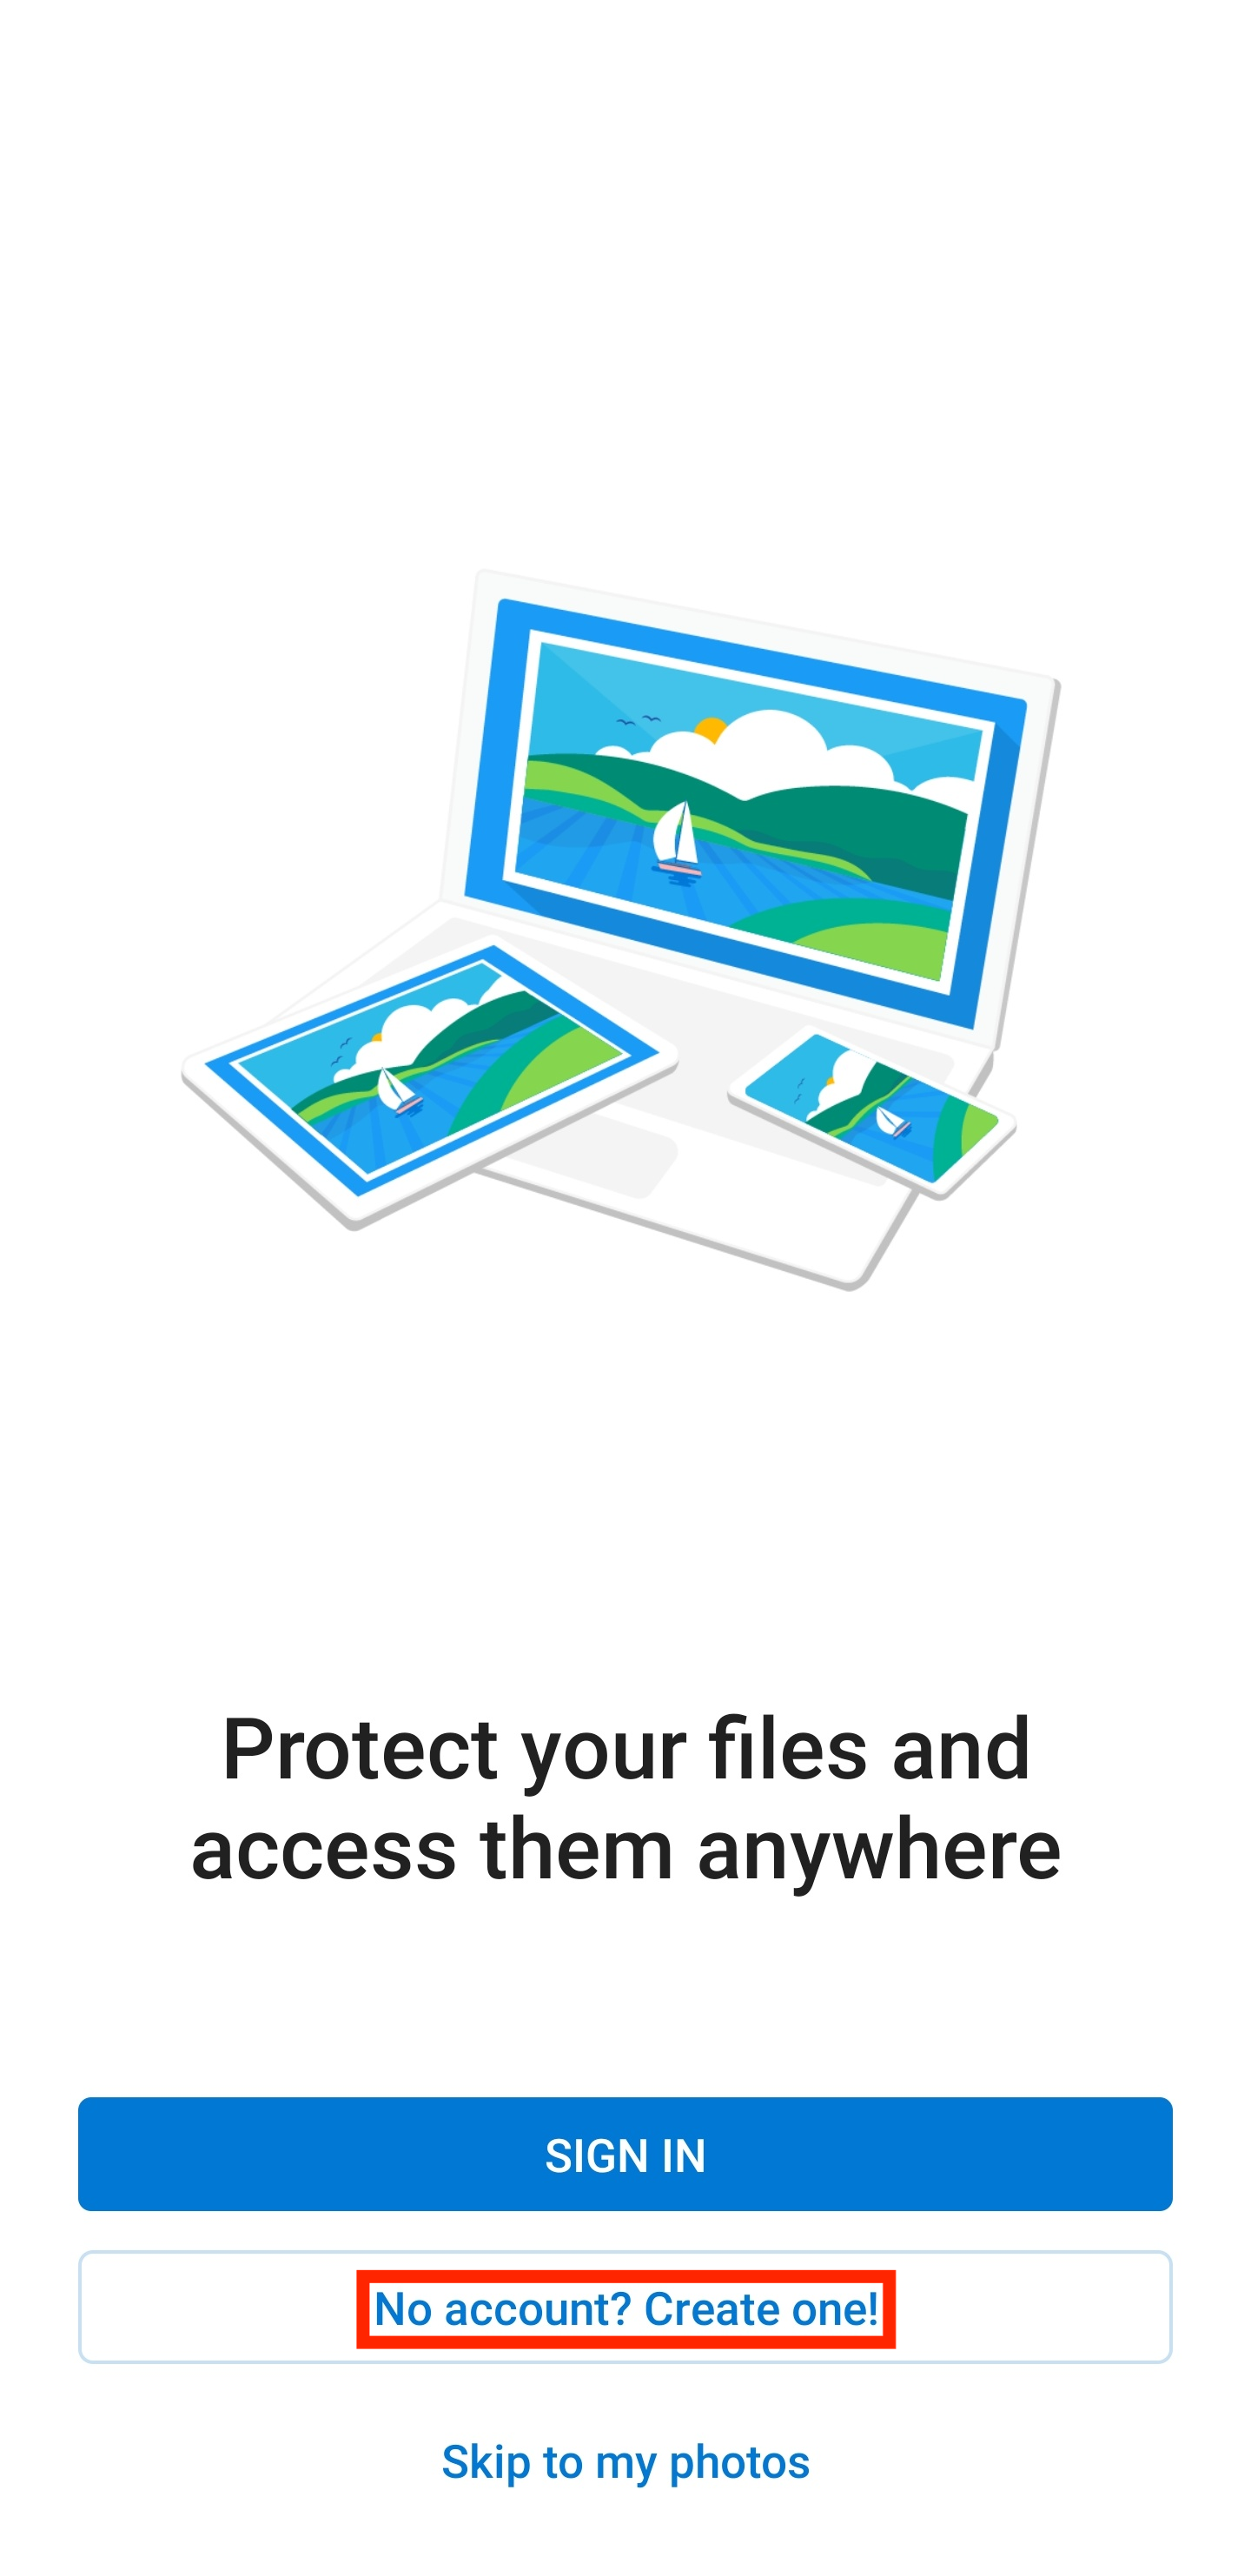 Protect your files and
access them anywhere
SIGN IN
No account? Create one!
Skip to my photos